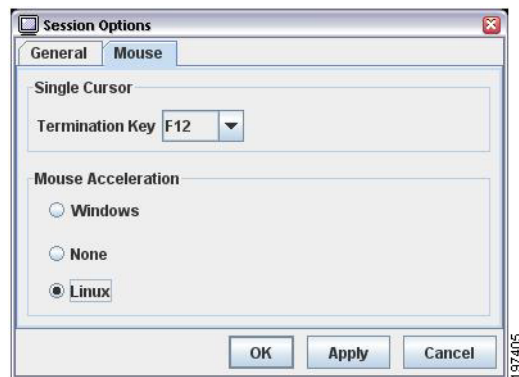 Session Options
General Mouse
Single Cursor
Termination Key F12
Mouse Acceleration
Windows
None
Linux
OK Apply Cancel
197405